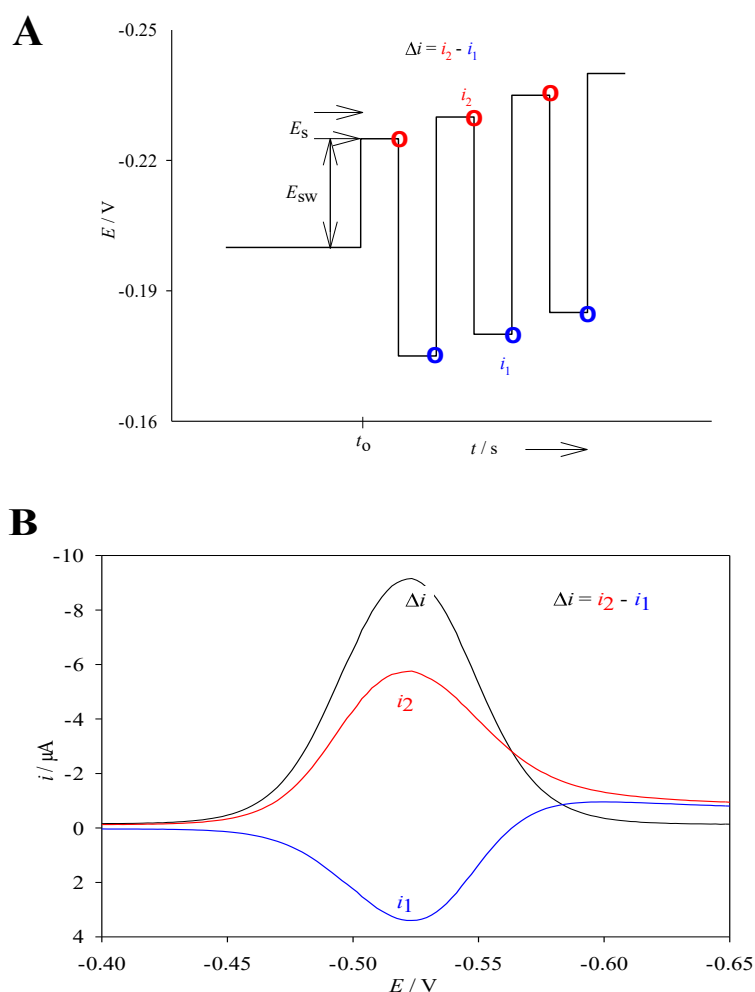 A
-0.25
Δi = i2 - i1
i2
Es
-0.22
Esw
E / V
-0.19
i1
-0.16
to
t / s
B
-10
Δi
Δi = i2 - i1
-8
-6
i2
-4
i / µA
-2
0
2
i1
4
-0.40 -0.45 -0.50 -0.55 -0.60 -0.65
E / V